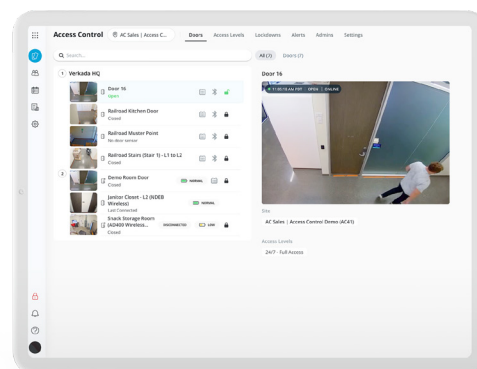 Access Control
AC Sales | Access C...
Doors
Access Levels
Lockdowns
Alerts
Admins
Settings
Search...
All (7)
Doors (7)
1 Verkada HQ
Door 16
Open
Railroad Kitchen Door
Closed
Railroad Muster Point
No door sensor
Railroad Stairs (Stair 1) - L1 to L2
Closed
2
Demo Room Door
Closed
NORMAL
Janitor Closet - L2 (NDEB
Wireless)
Last Connected
NORMAL
Snack Storage Room
(AD400 Wireless...
Closed
DISCONNECTED
LOW
Door 16
OPEN | ONLINE
Site
AC Sales | Access Control Demo (AC41)
Access Levels
24/7 - Full Access